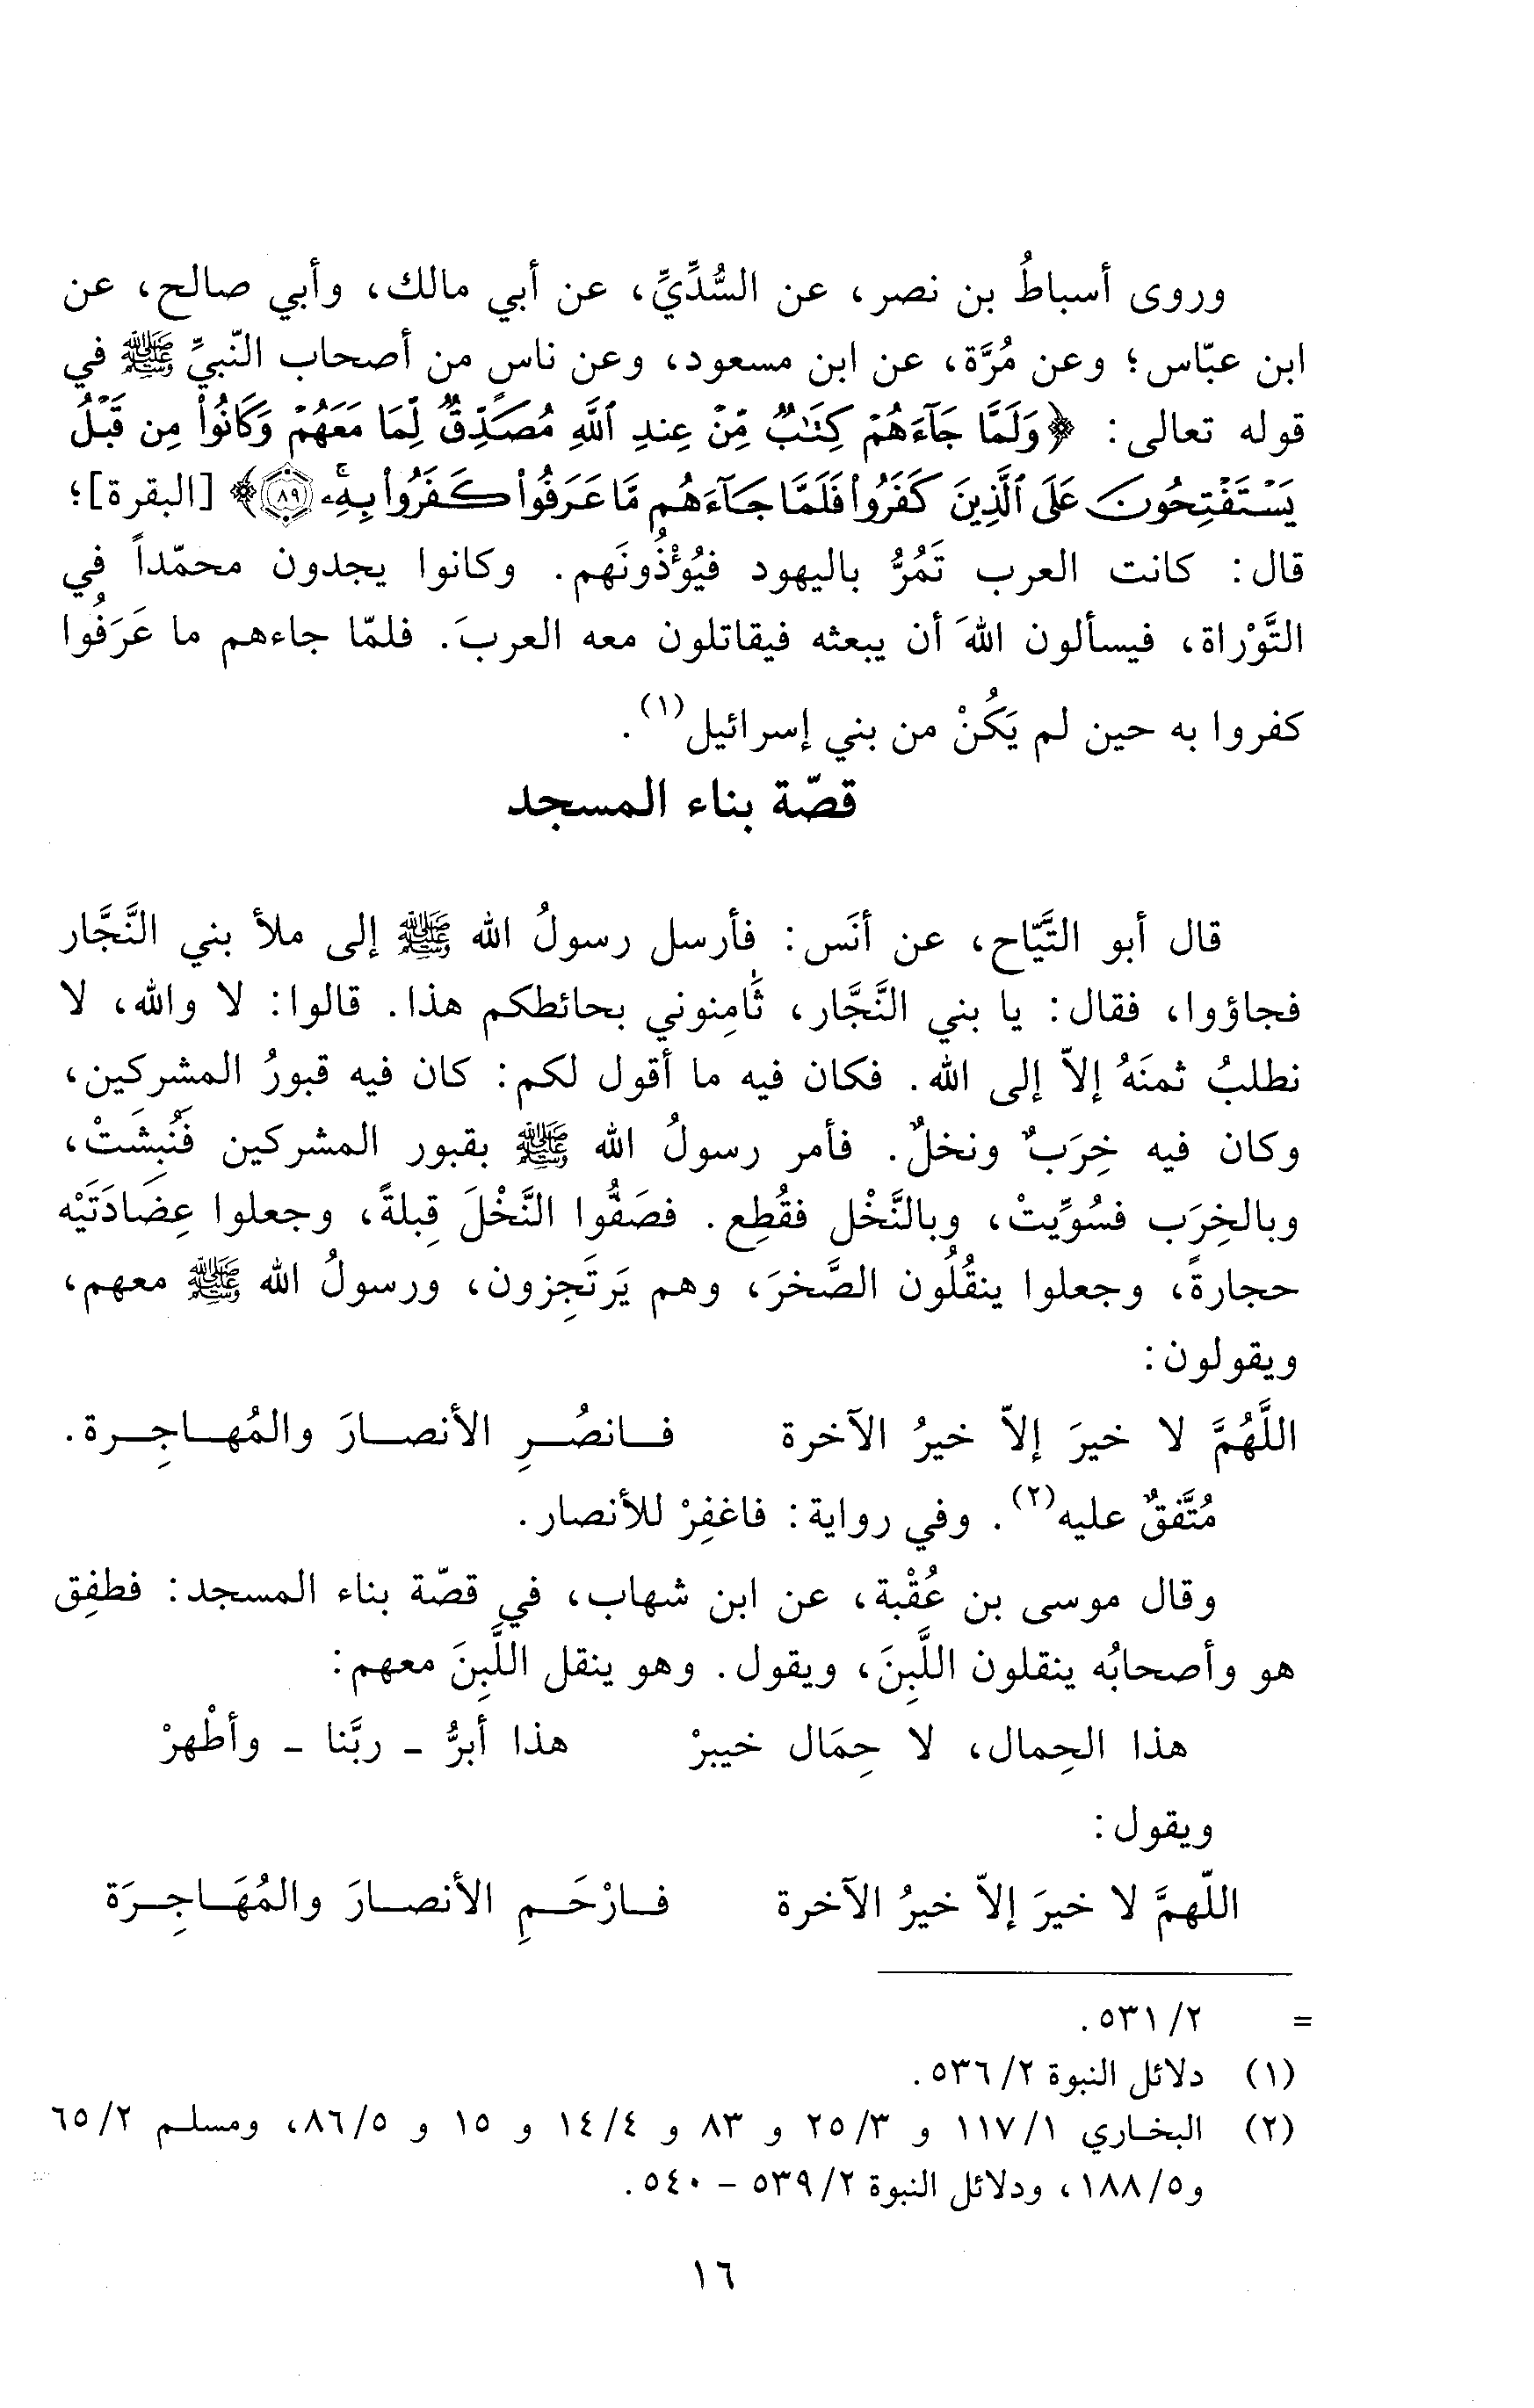 وروى أسباطُ بن نصر، عن السُّدِّيِّ، عن أبي مالك، وأبي صالح، عن
ابن عبّاس؛ وعن مُرَّة، عن ابن مسعود، وعن ناسٍ من أصحاب النّبيِّ ﷺ في
قوله تعالى: ﴿وَلَمَّا جَآءَهُمْ كِتَٰبٌ مِّنْ عِندِ ٱللَّهِ مُصَدِّقٌ لِّمَا مَعَهُمْ وَكَانُوا۟ مِن قَبْلُ
يَسْتَفْتِحُونَ عَلَى ٱلَّذِينَ كَفَرُوا۟ فَلَمَّا جَآءَهُم مَّا عَرَفُوا۟ كَفَرُوا۟ بِهِۦۚ ٨٩﴾ [البقرة]؛
قال: كانت العرب تَمُرُّ باليهود فيُؤْذُونَهم. وكانوا يجدون محمّداً في
التَّوْراة، فيسألون اللهَ أن يبعثه فيقاتلون معه العربَ. فلمّا جاءهم ما عَرَفُوا
كفروا به حين لم يَكُنْ من بني إسرائيل(١).
قصّة بناء المسجد
قال أبو التَّيّاح، عن أنَس: فأرسل رسولُ الله ﷺ إلى ملأ بني النَّجَّار
فجاؤوا، فقال: يا بني النَّجَّار، ثَامِنوني بحائطكم هذا. قالوا: لا والله، لا
نطلبُ ثمنَهُ إلاّ إلى الله. فكان فيه ما أقول لكم: كان فيه قبورُ المشركين،
وكان فيه خِرَبٌ ونخلٌ. فأمر رسولُ الله ﷺ بقبور المشركين فَنُبِشَتْ،
وبالخِرَب فسُوِّيتْ، وبالنَّخْل فقُطِع. فصَفُّوا النَّخْلَ قِبلةً، وجعلوا عِضَادَتَيْه
حجارةً، وجعلوا ينقُلُون الصَّخرَ، وهم يَرتَجِزون، ورسولُ الله ﷺ معهم،
ويقولون:
اللَّهُمَّ لا خيرَ إلاّ خيرُ الآخرة فانصُرِ الأنصارَ والمُهاجِرة.
مُتَّفقٌ عليه(٢). وفي رواية: فاغفِرْ للأنصار.
وقال موسى بن عُقْبة، عن ابن شهاب، في قصّة بناء المسجد: فطفِق
هو وأصحابُه ينقلون اللَّبِنَ، ويقول. وهو ينقل اللَّبِنَ معهم:
هذا الحِمال، لا حِمَال خيبرْ هذا أبرُّ ـ ربَّنا ـ وأطْهرْ
ويقول:
اللّهمَّ لا خيرَ إلاّ خيرُ الآخرة فارْحَمِ الأنصارَ والمُهَاجِرَة
= ٢/ ٥٣١.
(١) دلائل النبوة ٢/ ٥٣٦.
(٢) البخاري ١/ ١١٧ و ٣/ ٢٥ و ٨٣ و ٤/ ١٤ و ١٥ و ٥/ ٨٦، ومسلم ٢/ ٦٥
و٥/ ١٨٨، ودلائل النبوة ٢/ ٥٣٩ – ٥٤٠.
١٦